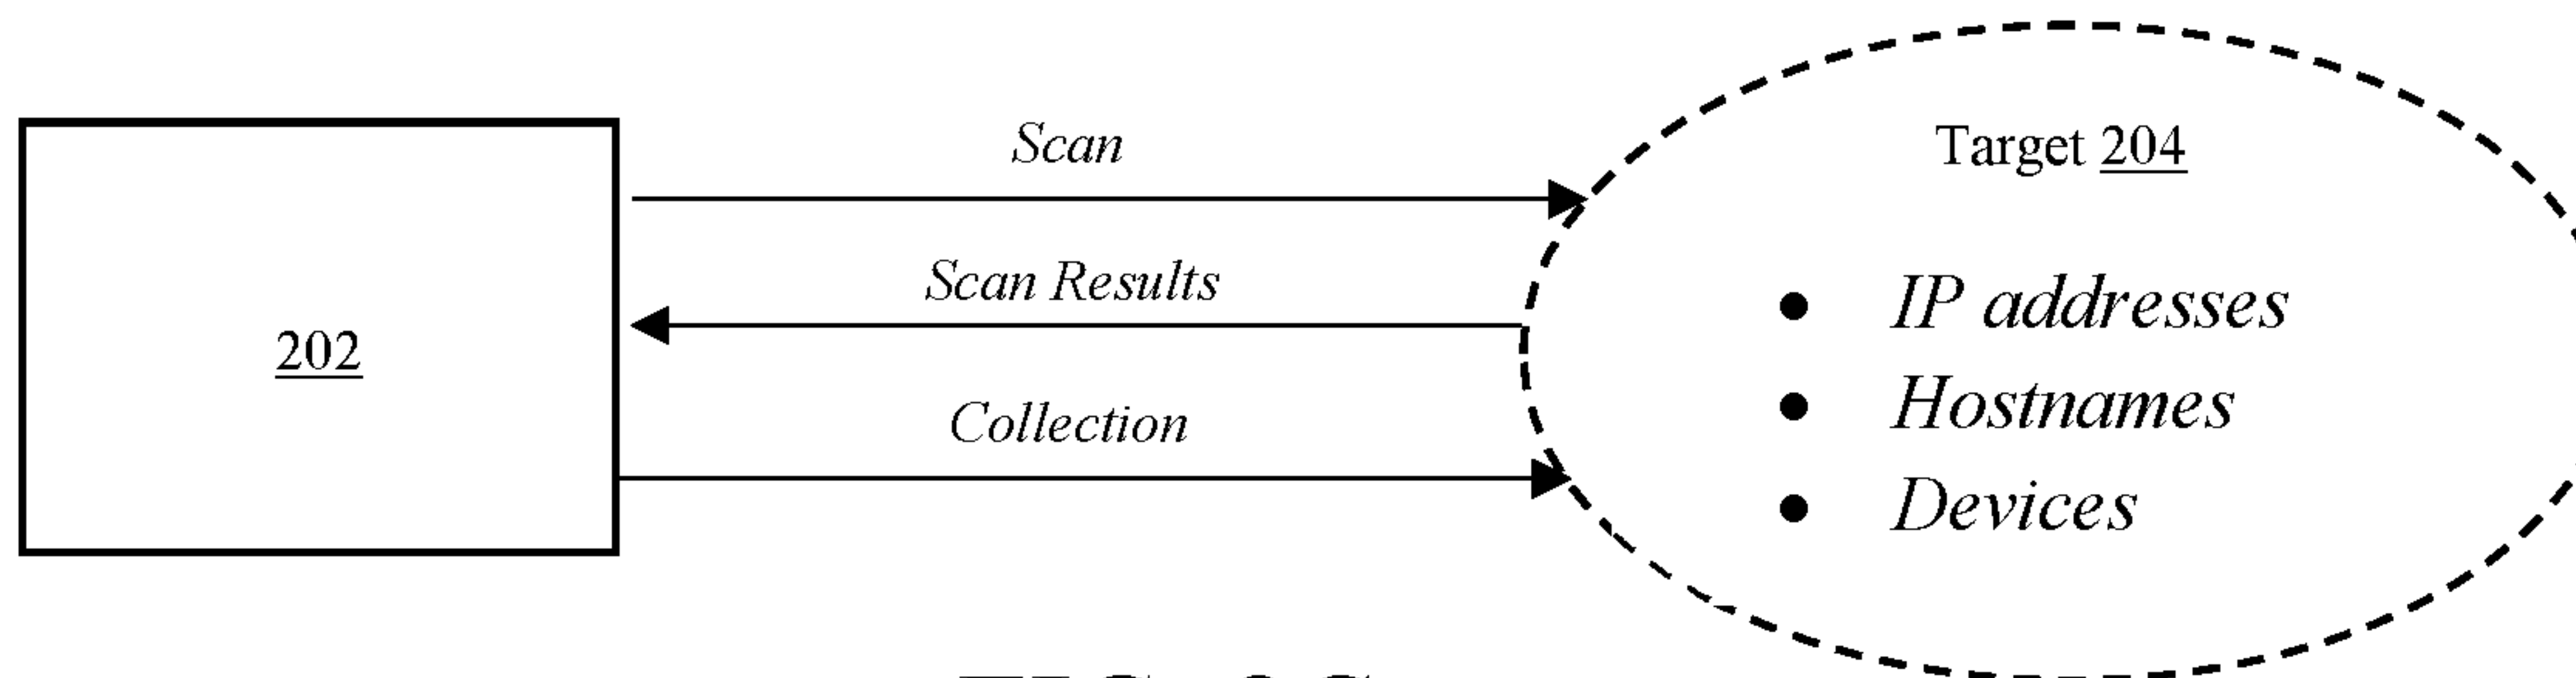 Scan
Target 204
Scan Results
IP addresses
202
Hostnames
Collection
Devices